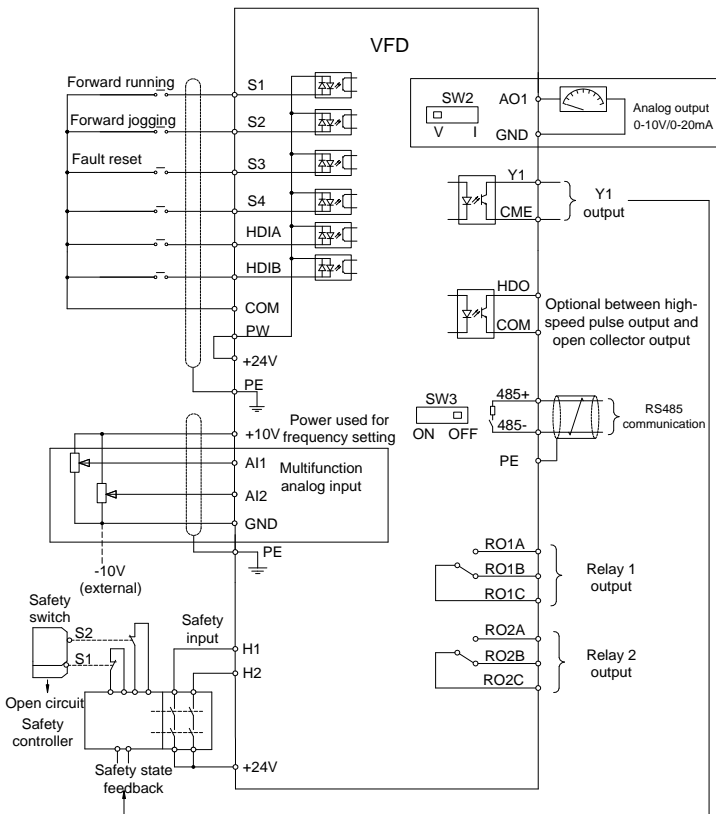 VFD
Forward running
S1
Forward jogging
S2
Fault reset
S3
S4
HDIA
HDIB
COM
PW
+24V
PE
Power used for
frequency setting
+10V
AI1
Multifunction
analog input
AI2
GND
PE
-10V
(external)
Safety
switch
S2
S1
Open circuit
Safety
controller
Safety
input
H1
H2
+24V
Safety state
feedback
SW2
V I
AO1
GND
Analog output
0-10V/0-20mA
Y1
CME
Y1
output
HDO
COM
Optional between high-
speed pulse output and
open collector output
SW3
ON OFF
485+
485-
PE
RS485
communication
RO1A
RO1B
RO1C
Relay 1
output
RO2A
RO2B
RO2C
Relay 2
output